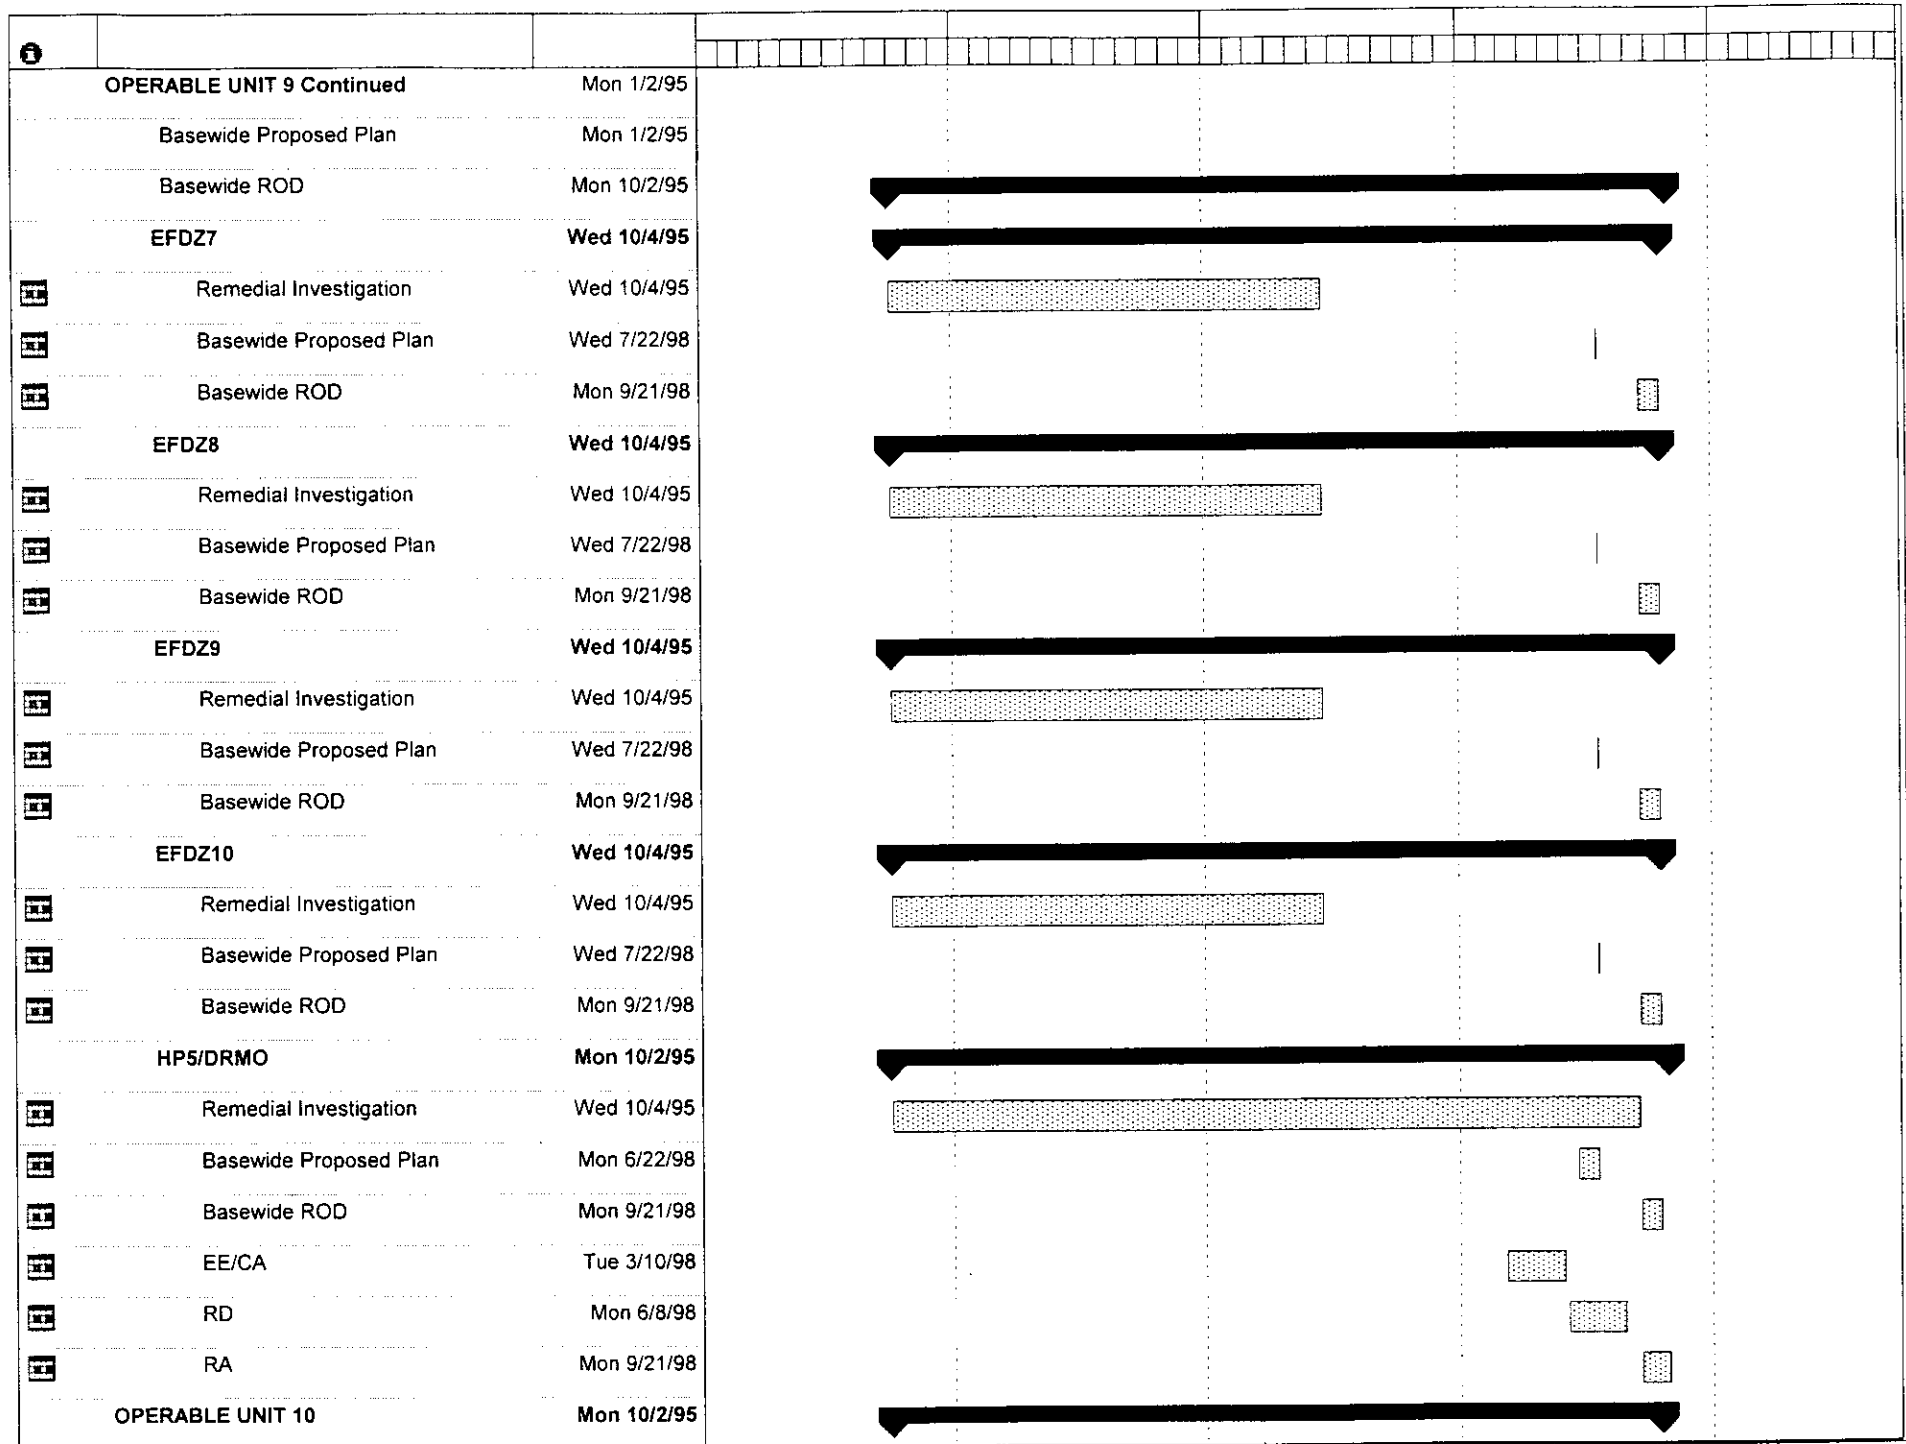 OPERABLE UNIT 9 Continued Mon 1/2/95
Basewide Proposed Plan Mon 1/2/95
Basewide ROD Mon 10/2/95
EFDZ7 Wed 10/4/95
Remedial Investigation Wed 10/4/95
Basewide Proposed Plan Wed 7/22/98
Basewide ROD Mon 9/21/98
EFDZ8 Wed 10/4/95
Remedial Investigation Wed 10/4/95
Basewide Proposed Plan Wed 7/22/98
Basewide ROD Mon 9/21/98
EFDZ9 Wed 10/4/95
Remedial Investigation Wed 10/4/95
Basewide Proposed Plan Wed 7/22/98
Basewide ROD Mon 9/21/98
EFDZ10 Wed 10/4/95
Remedial Investigation Wed 10/4/95
Basewide Proposed Plan Wed 7/22/98
Basewide ROD Mon 9/21/98
HP5/DRMO Mon 10/2/95
Remedial Investigation Wed 10/4/95
Basewide Proposed Plan Mon 6/22/98
Basewide ROD Mon 9/21/98
EE/CA Tue 3/10/98
RD Mon 6/8/98
RA Mon 9/21/98
OPERABLE UNIT 10 Mon 10/2/95